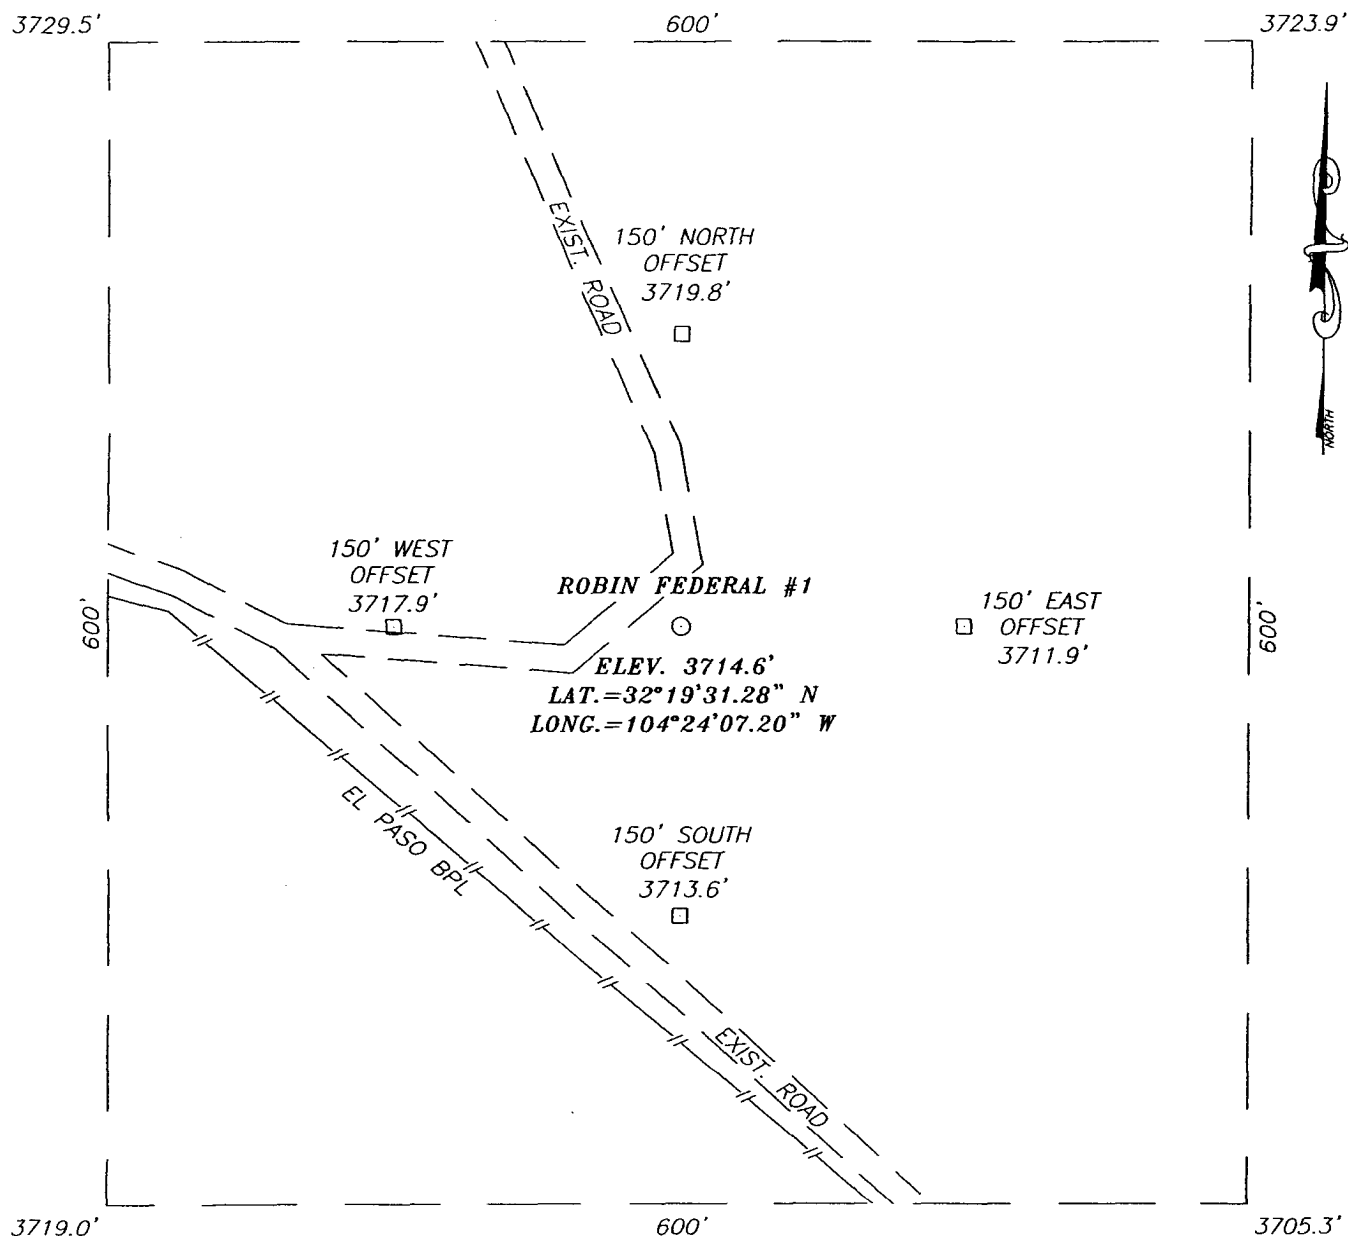 3729.5'
600'
3723.9'
EXIST. ROAD
150' NORTH
OFFSET
3719.8'
NORTH
150' WEST
OFFSET
3717.9'
ROBIN FEDERAL #1
150' EAST
OFFSET
3711.9'
600'
600'
ELEV. 3714.6'
LAT.=32°19'31.28" N
LONG.=104°24'07.20" W
EL PASO BPL
150' SOUTH
OFFSET
3713.6'
EXIST. ROAD
3719.0'
600'
3705.3'